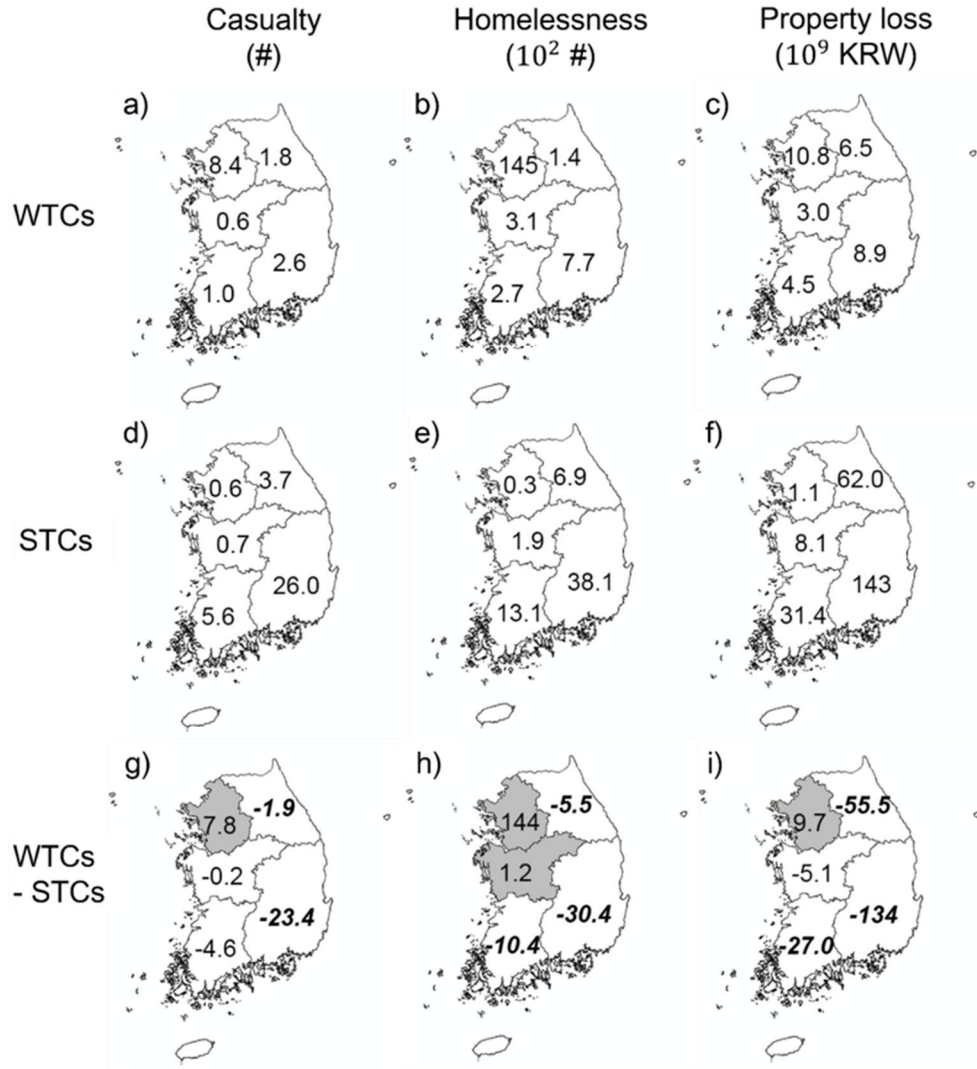 Casualty Homelessness Property loss
(#) (10² #) (10⁹ KRW)
a) b) c)
8.4 1.8 145 1.4 10.8 6.5
WTCs 0.6 3.1 3.0
2.6 7.7 8.9
1.0 2.7 4.5
d) e) f)
0.6 3.7 0.3 6.9 1.1 62.0
STCs 0.7 1.9 8.1
26.0 38.1 143
5.6 13.1 31.4
g) h) i)
-1.9 -5.5 -55.5
7.8 144 9.7
WTCs
- STCs
-0.2 1.2 -5.1
-23.4 -30.4 -134
-4.6 -10.4 -27.0